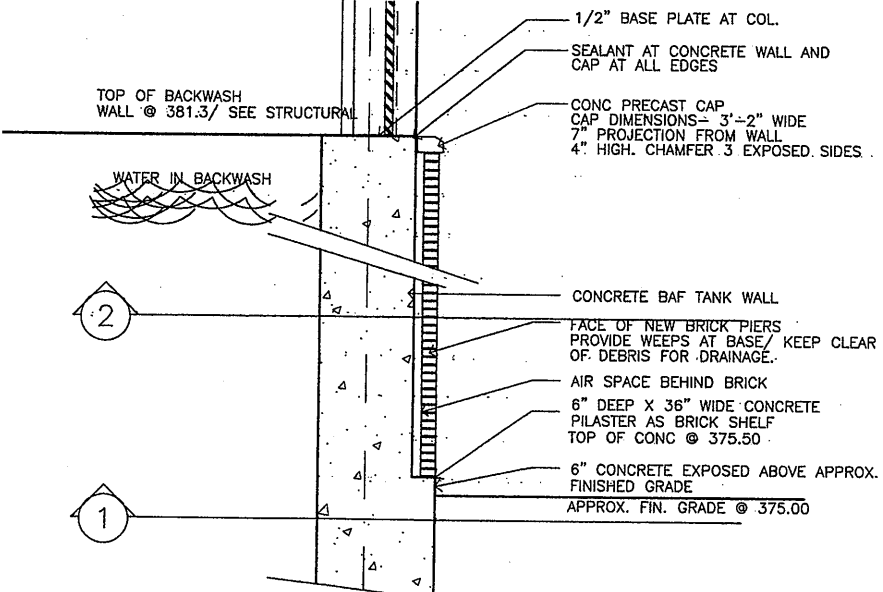 1/2" BASE PLATE AT COL.
SEALANT AT CONCRETE WALL AND
CAP AT ALL EDGES
TOP OF BACKWASH
WALL @ 381.3/ SEE STRUCTURAL
CONC PRECAST CAP
CAP DIMENSIONS- 3'-2" WIDE
7" PROJECTION FROM WALL
4" HIGH. CHAMFER 3 EXPOSED SIDES
WATER IN BACKWASH
CONCRETE BAF TANK WALL
2
FACE OF NEW BRICK PIERS
PROVIDE WEEPS AT BASE/ KEEP CLEAR
OF DEBRIS FOR DRAINAGE.
AIR SPACE BEHIND BRICK
6" DEEP X 36" WIDE CONCRETE
PILASTER AS BRICK SHELF
TOP OF CONC @ 375.50
6" CONCRETE EXPOSED ABOVE APPROX.
FINISHED GRADE
APPROX. FIN. GRADE @ 375.00
1